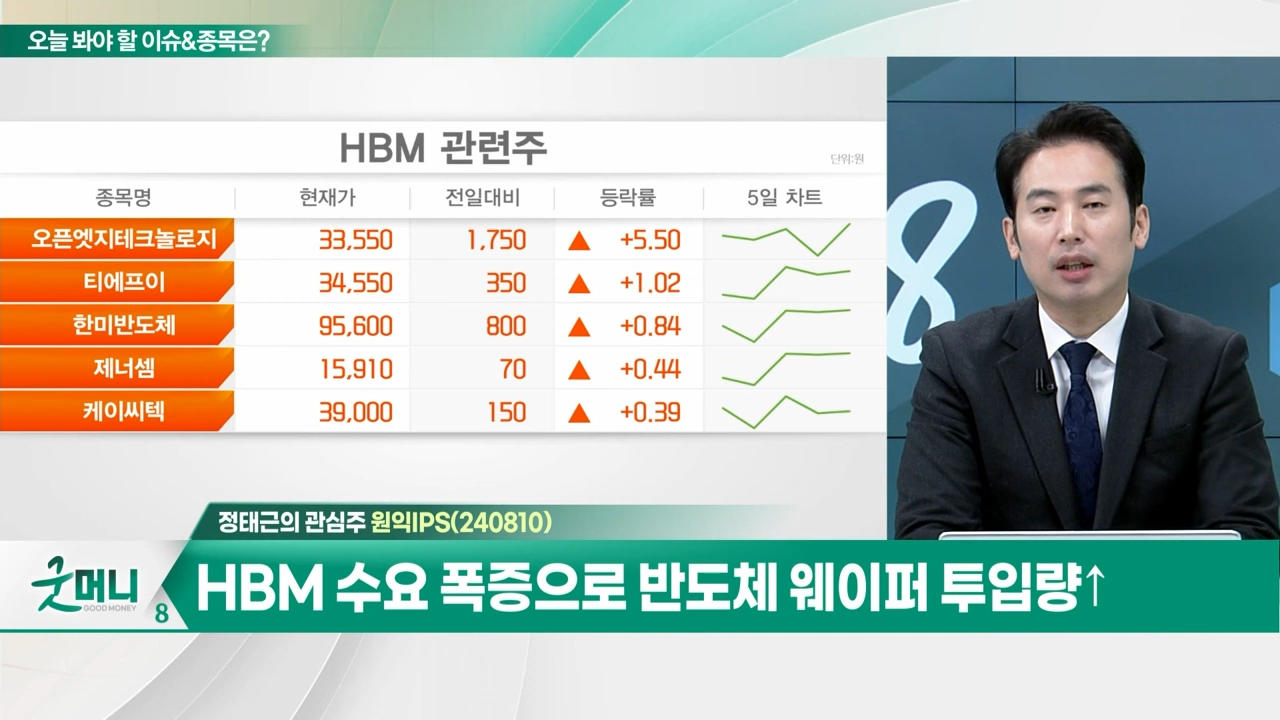 오늘 봐야 할 이슈&종목은?
HBM 관련주
단위:원
종목명 현재가 전일대비 등락률 5일 차트
오픈엣지테크놀로지 33,550 1,750 ▲ +5.50
티에프이 34,550 350 ▲ +1.02
한미반도체 95,600 800 ▲ +0.84
제너셈 15,910 70 ▲ +0.44
케이씨텍 39,000 150 ▲ +0.39
8
정태근의 관심주 원익IPS(240810)
굿머니
GOOD MONEY
8
HBM 수요 폭증으로 반도체 웨이퍼 투입량↑